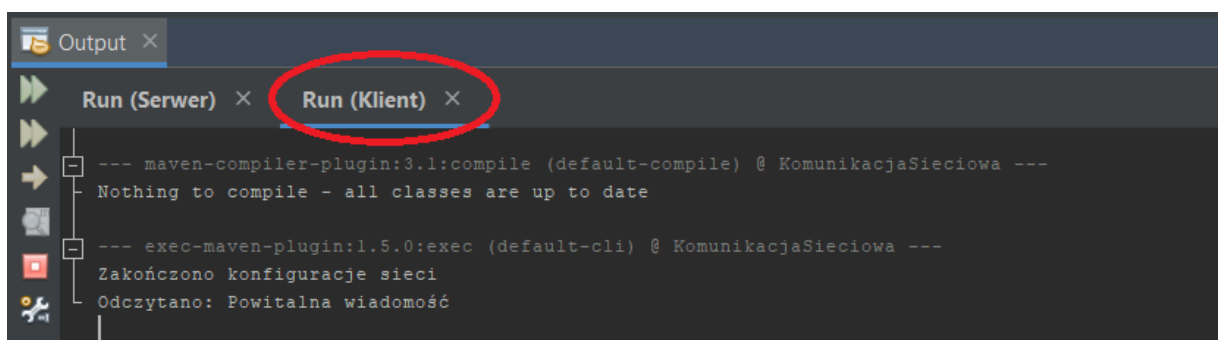 Output
Run (Serwer) Run (Klient)
--- maven-compiler-plugin:3.1:compile (default-compile) @ KomunikacjaSieciowa ---
Nothing to compile - all classes are up to date
--- exec-maven-plugin:1.5.0:exec (default-cli) @ KomunikacjaSieciowa ---
Zakończono konfiguracje sieci
Odczytano: Powitalna wiadomość